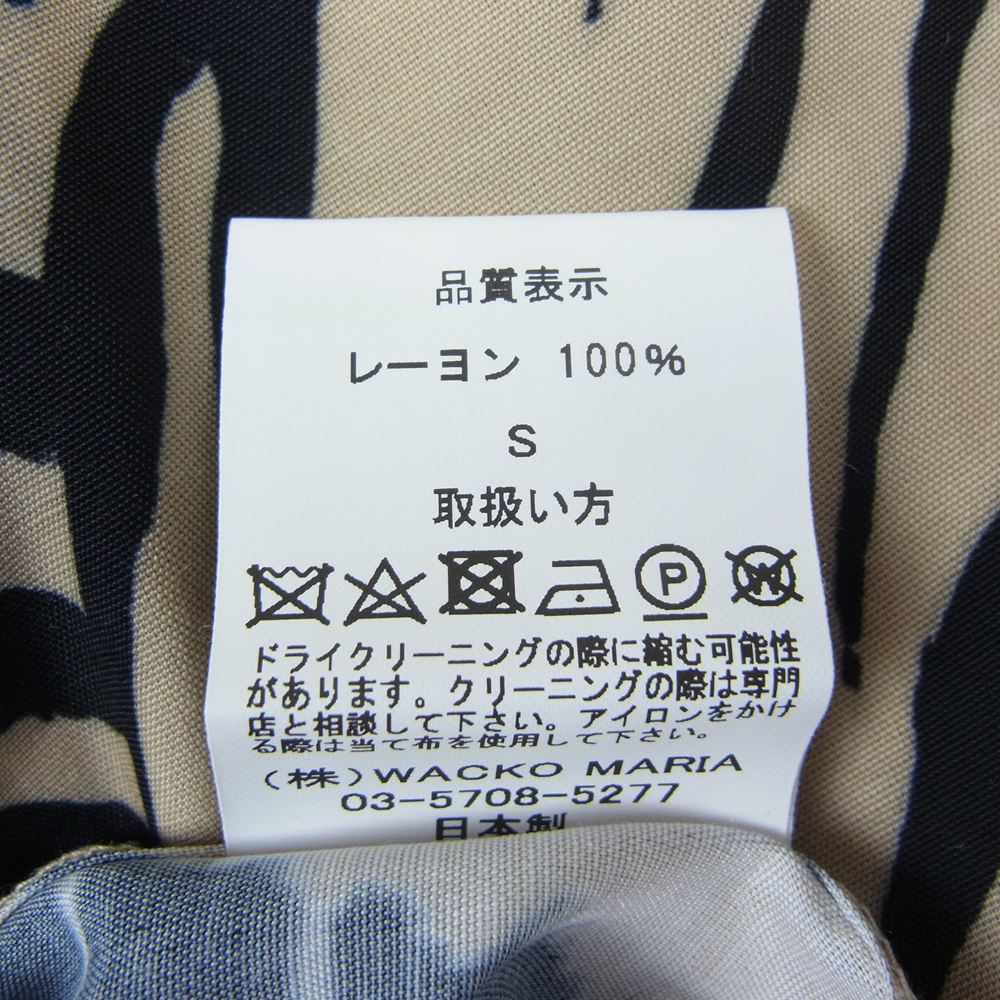 品質表示
レーヨン 100%
S
取扱い方
P W
ドライクリーニングの際に縮む可能性
があります。クリーニングの際は専門
店と相談して下さい。アイロンをかけ
る際は当て布を使用して下さい。
(株)WACKO MARIA
03-5708-5277
日本製